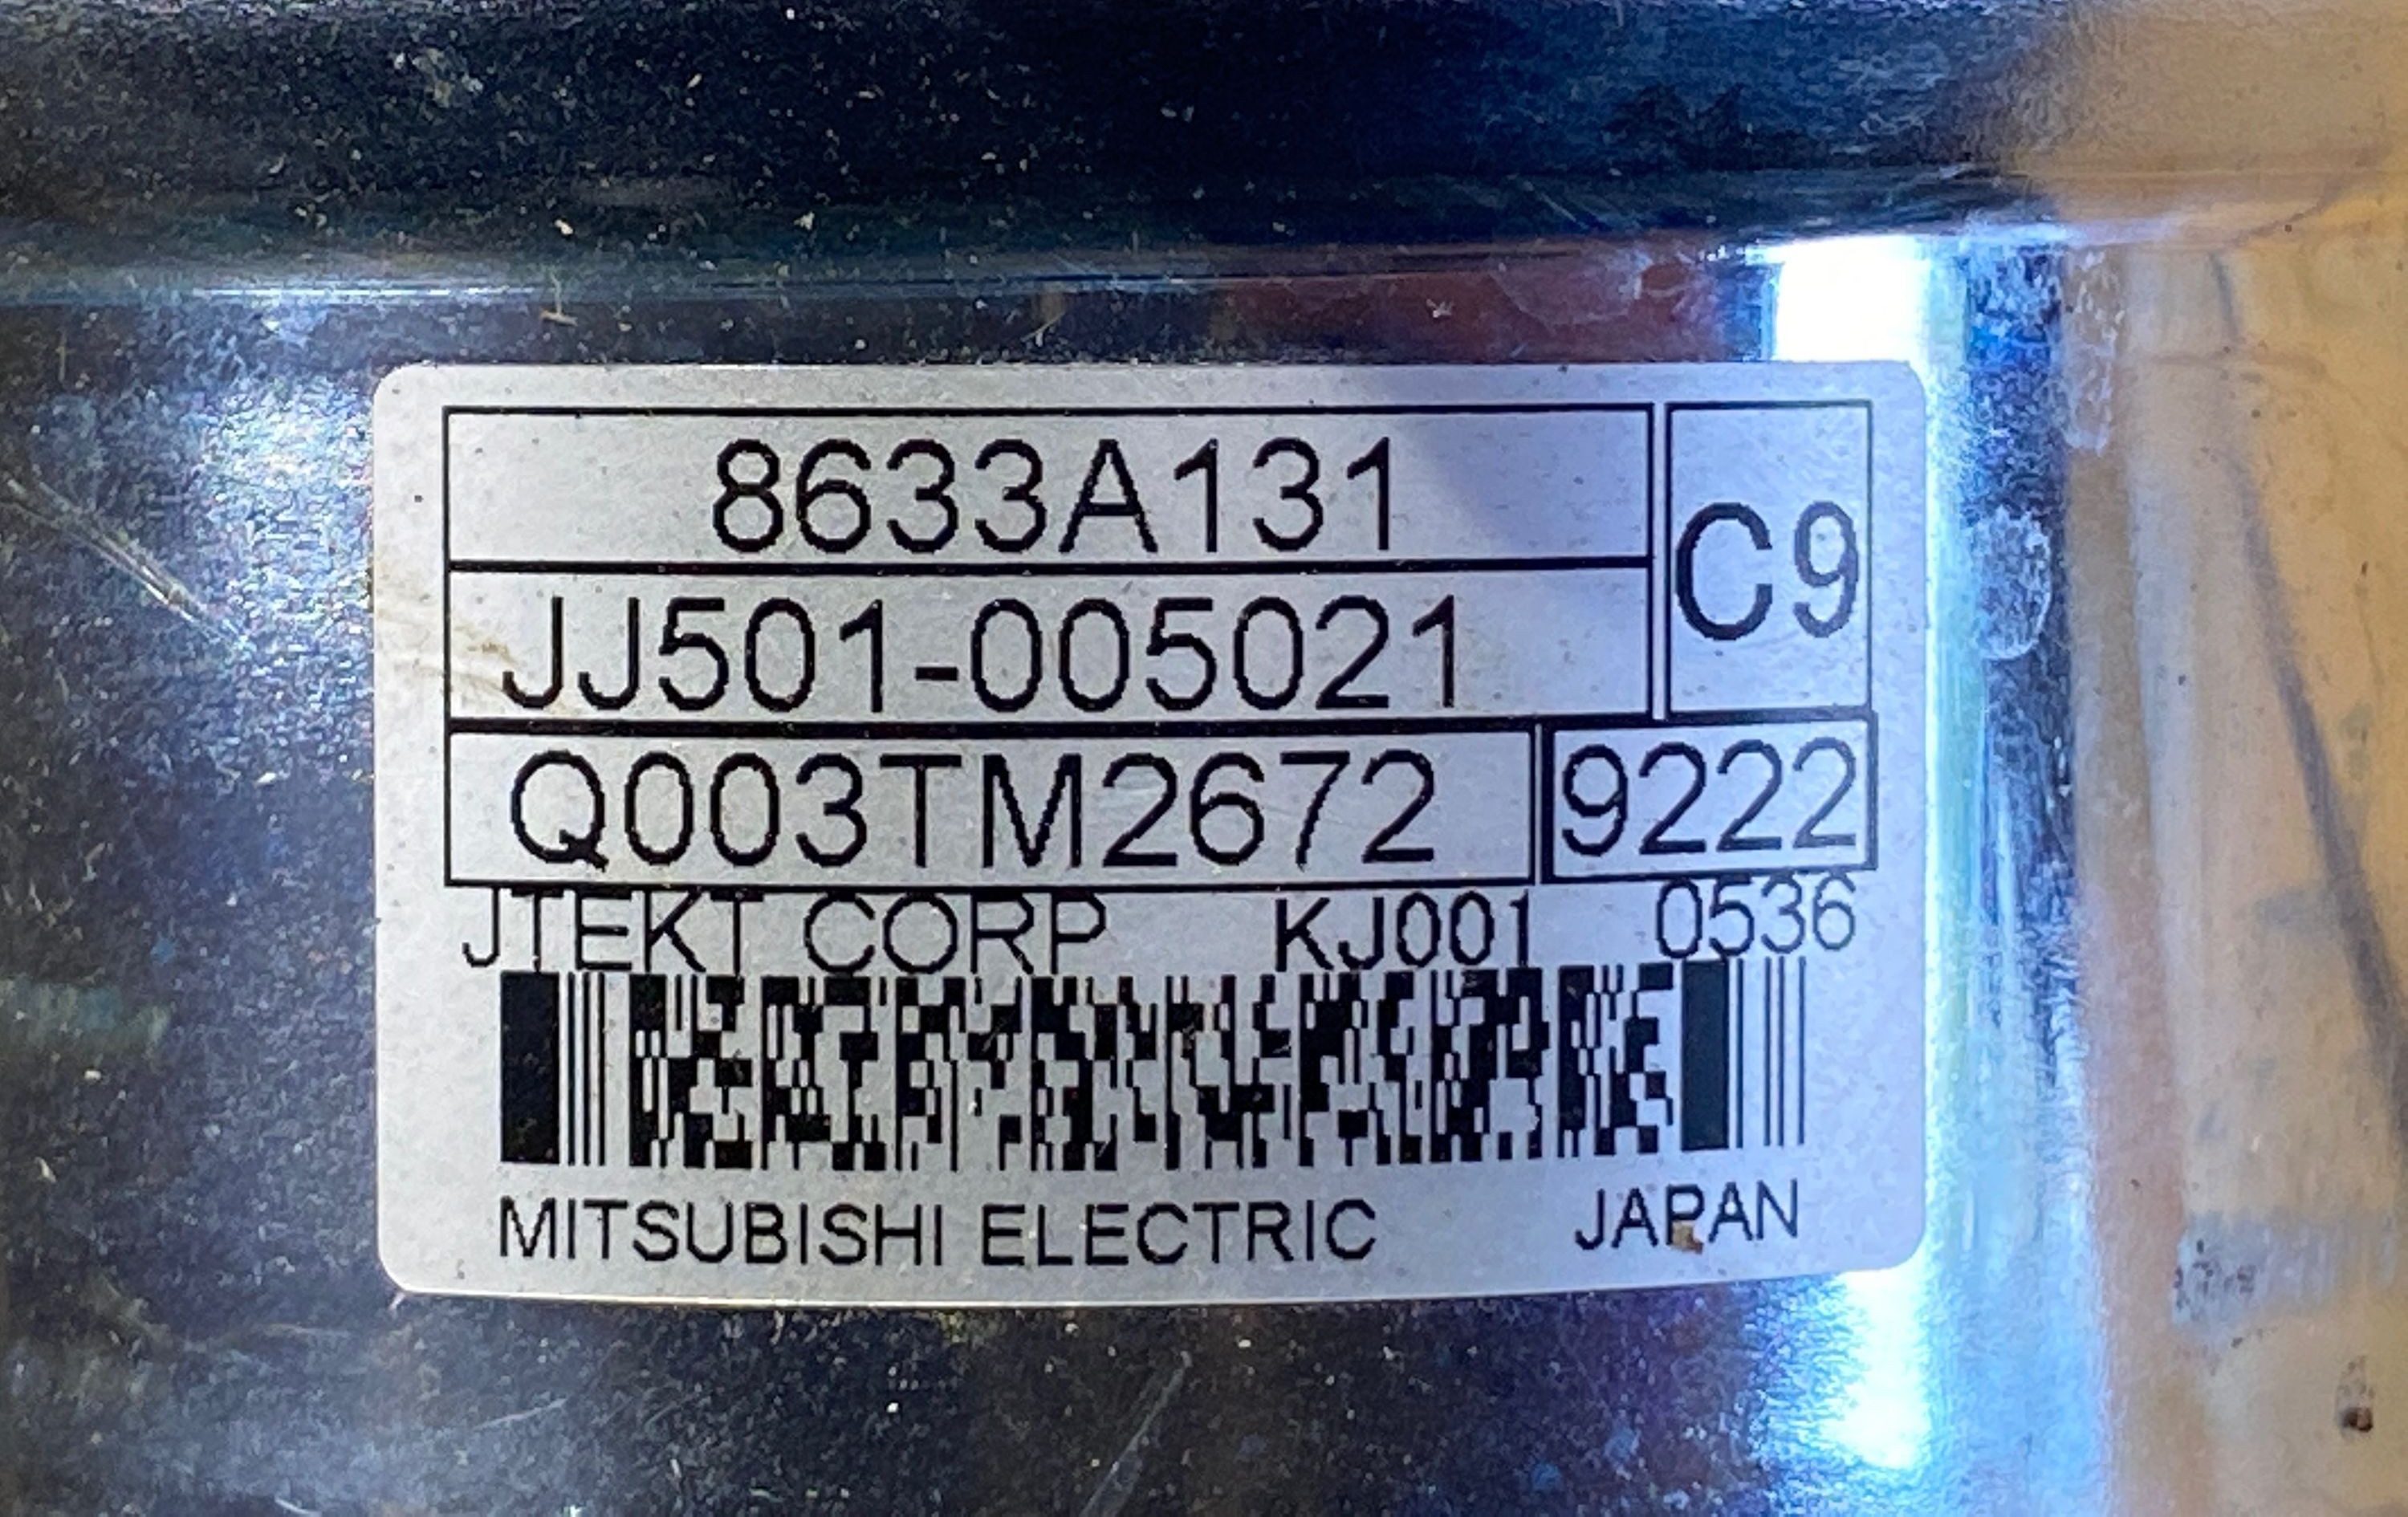 8633A131
C9
JJ501-005021
Q003TM2672 9222
JTEKT CORP KJ001 0536
MITSUBISHI ELECTRIC JAPAN